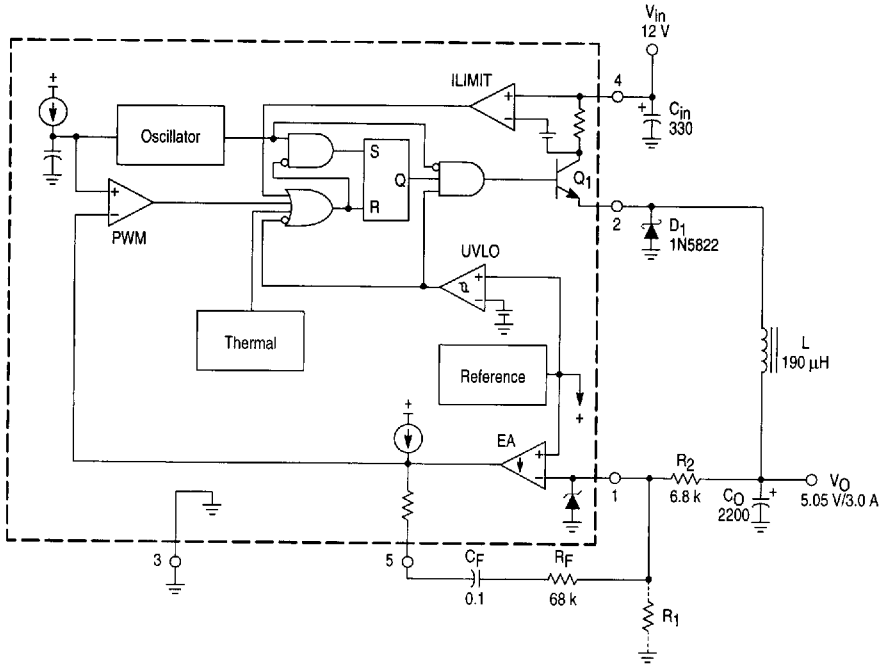 Vin
12 V
ILIMIT
4
+
+
−
+
Cin
330
Oscillator
S
Q
R
Q1
+
−
PWM
2
D1
1N5822
UVLO
+
−
Thermal
L
190 μH
Reference
+
+
EA
+
−
1
R2
6.8 k
CO
2200
+
VO
5.05 V/3.0 A
3
5
CF
0.1
RF
68 k
R1